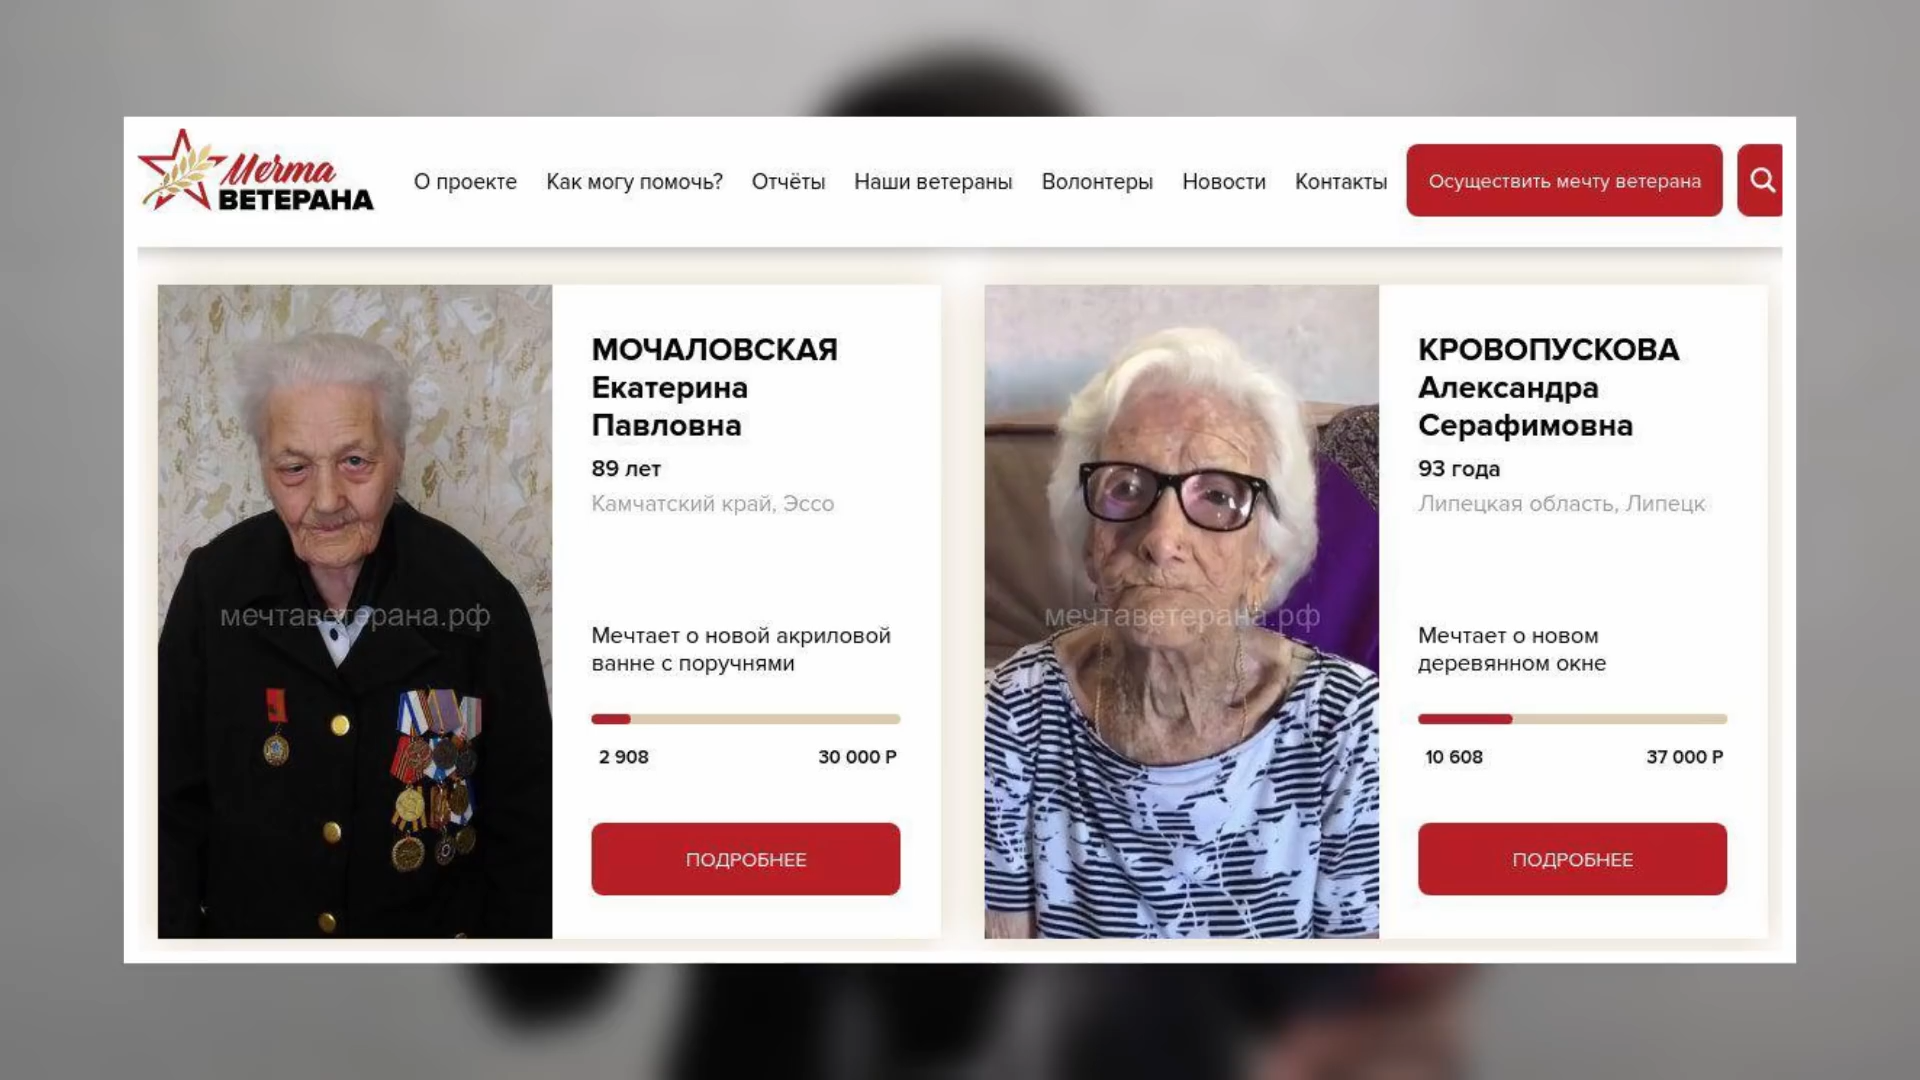 Мечта
ВЕТЕРАНА
О проекте
Как могу помочь?
Отчёты
Наши ветераны
Волонтеры
Новости
Контакты
Осуществить мечту ветерана
мечтаветерана.рф
МОЧАЛОВСКАЯ
Екатерина
Павловна
89 лет
Камчатский край, Эссо
Мечтает о новой акриловой
ванне с поручнями
2 908
30 000 Р
ПОДРОБНЕЕ
мечтаветерана.рф
КРОВОПУСКОВА
Александра
Серафимовна
93 года
Липецкая область, Липецк
Мечтает о новом
деревянном окне
10 608
37 000 Р
ПОДРОБНЕЕ